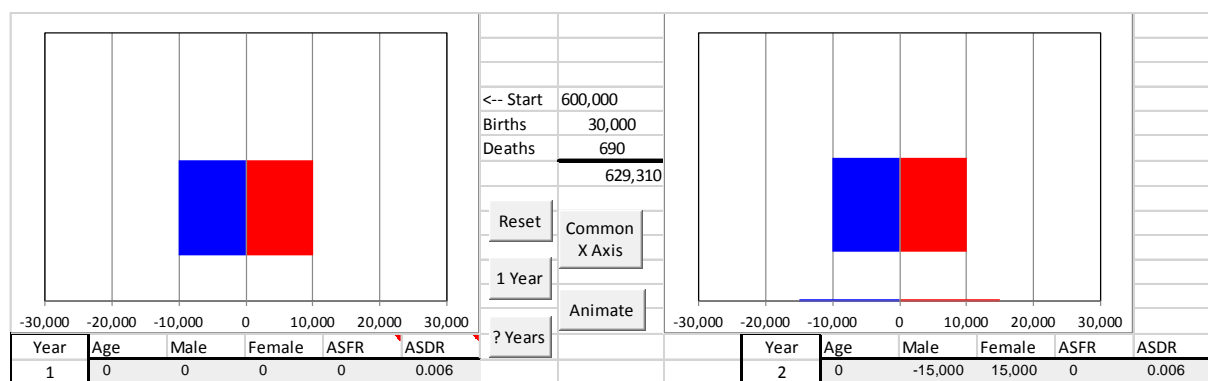 <-- Start 600,000
Births 30,000
Deaths 690
629,310
Reset
Common
X Axis
1 Year
Animate
? Years
-30,000 -20,000 -10,000 0 10,000 20,000 30,000
-30,000 -20,000 -10,000 0 10,000 20,000 30,000
Year Age Male Female ASFR ASDR
1 0 0 0 0 0.006
Year Age Male Female ASFR ASDR
2 0 -15,000 15,000 0 0.006